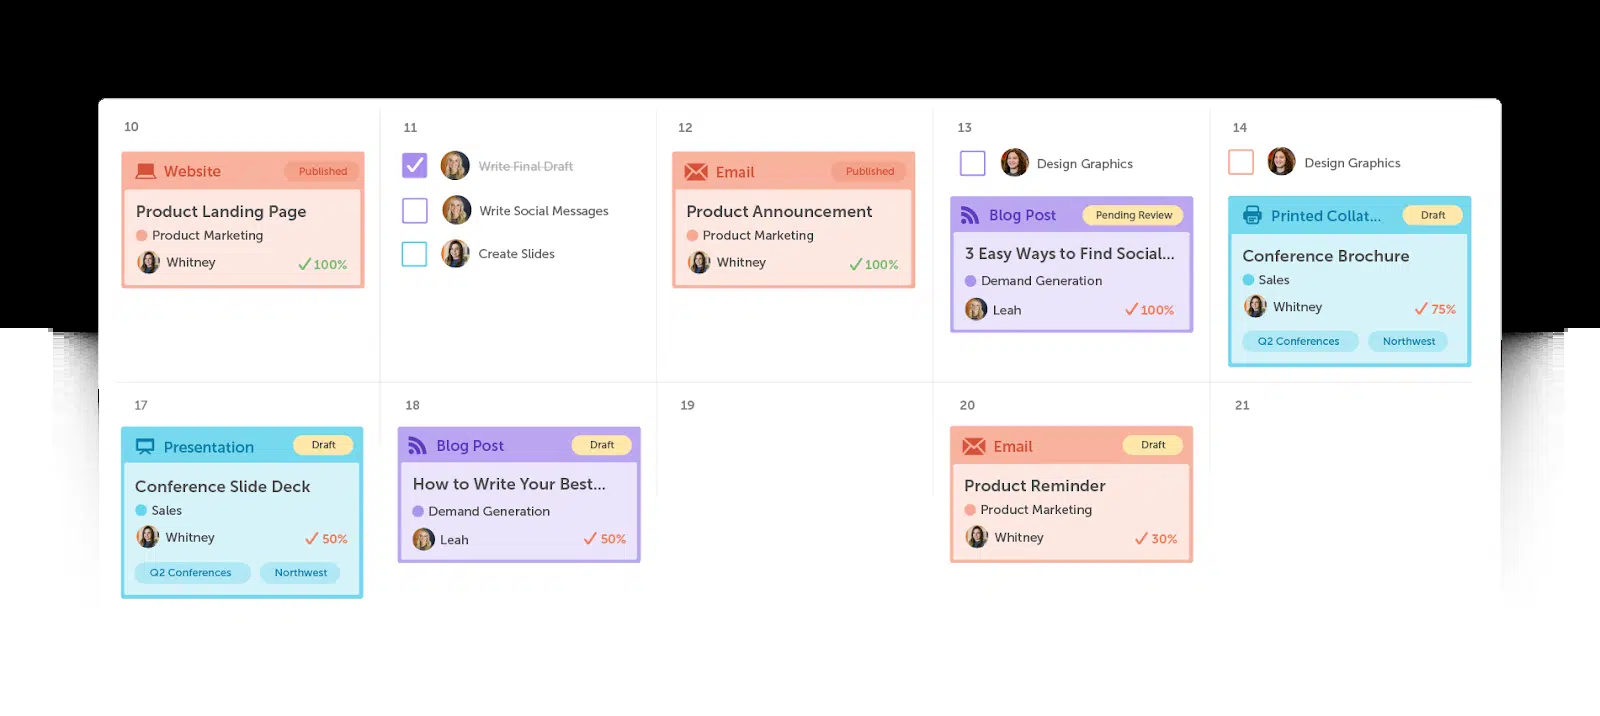 10
Website
Published
Product Landing Page
Product Marketing
Whitney
100%
11
Write Final Draft
Write Social Messages
Create Slides
12
Email
Published
Product Announcement
Product Marketing
Whitney
100%
13
Design Graphics
Blog Post
Pending Review
3 Easy Ways to Find Social...
Demand Generation
Leah
100%
14
Design Graphics
Printed Collat...
Draft
Conference Brochure
Sales
Whitney
75%
Q2 Conferences
Northwest
17
Presentation
Draft
Conference Slide Deck
Sales
Whitney
50%
Q2 Conferences
Northwest
18
Blog Post
Draft
How to Write Your Best...
Demand Generation
Leah
50%
19
20
Email
Draft
Product Reminder
Product Marketing
Whitney
30%
21